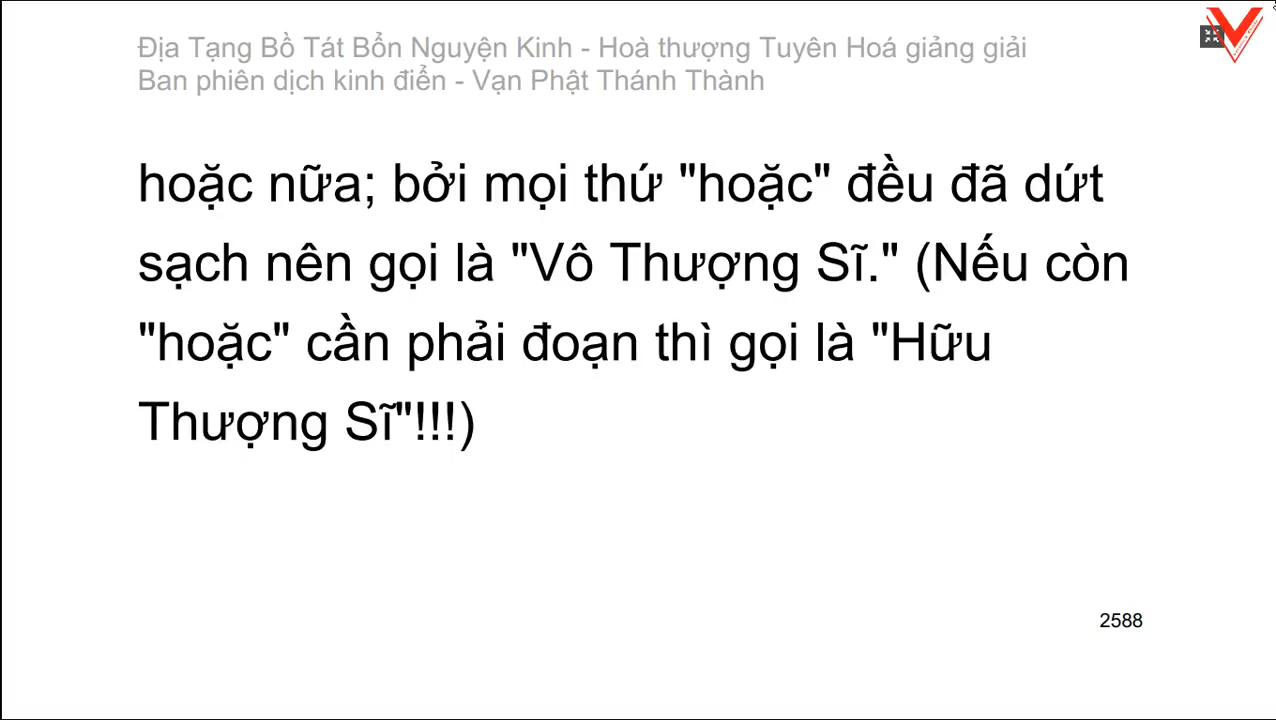 Địa Tạng Bồ Tát Bổn Nguyện Kinh - Hoà thượng Tuyên Hoá giảng giải
Ban phiên dịch kinh điển - Vạn Phật Thánh Thành
hoặc nữa; bởi mọi thứ "hoặc" đều đã dứt
sạch nên gọi là "Vô Thượng Sĩ." (Nếu còn
"hoặc" cần phải đoạn thì gọi là "Hữu
Thượng Sĩ"!!!)
2588